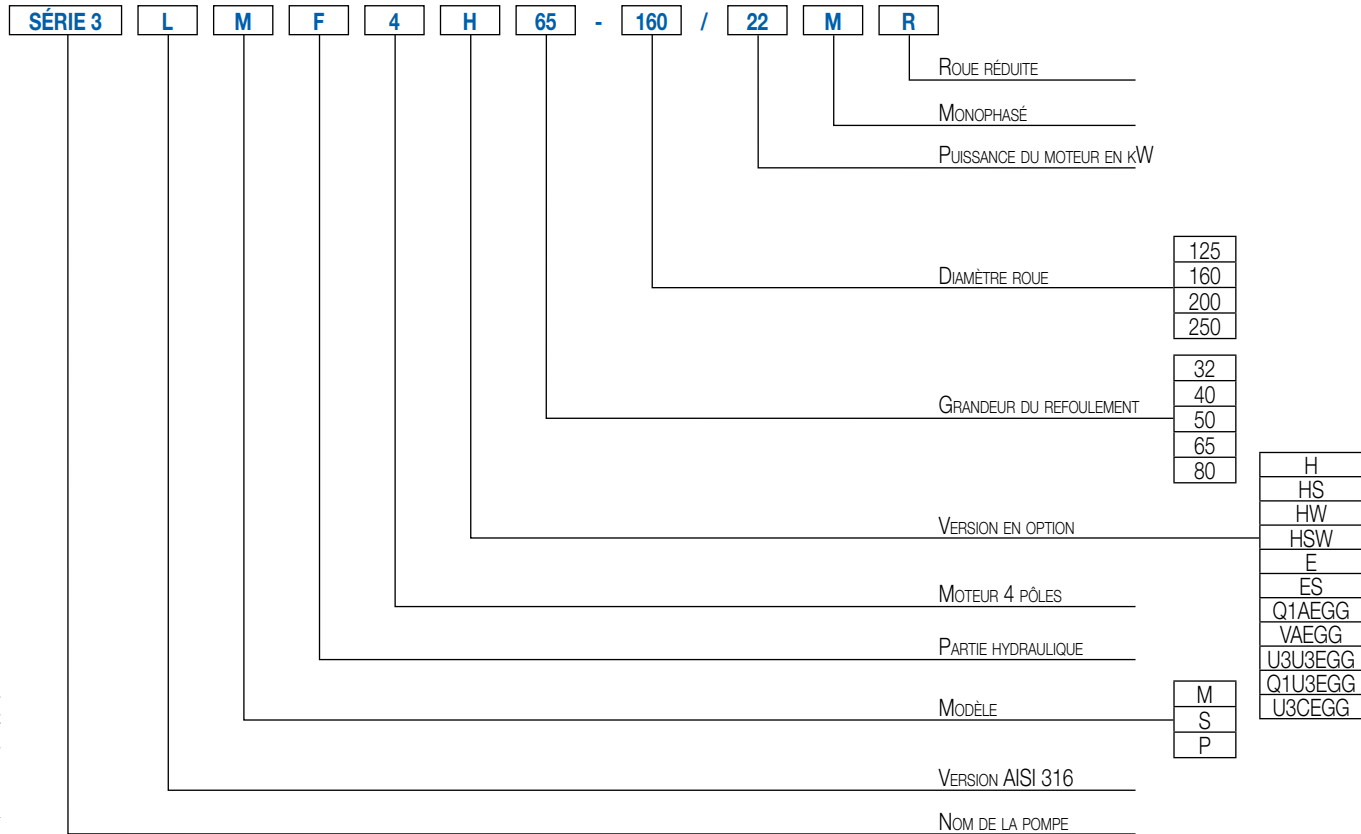 SÉRIE 3 L M F 4 H 65 - 160 / 22 M R
ROUE RÉDUITE
MONOPHASÉ
PUISSANCE DU MOTEUR EN KW
DIAMÈTRE ROUE
125
160
200
250
GRANDEUR DU REFOULEMENT
32
40
50
65
80
VERSION EN OPTION
H
HS
HW
HSW
E
ES
Q1AEGG
VAEGG
U3U3EGG
Q1U3EGG
U3CEGG
MOTEUR 4 PÔLES
PARTIE HYDRAULIQUE
MODÈLE
M
S
P
VERSION AISI 316
NOM DE LA POMPE